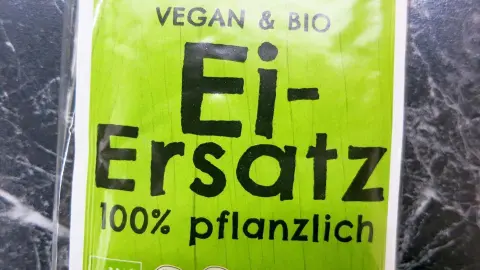 VEGAN & BIO
Ei-
Ersatz
100% pflanzlich